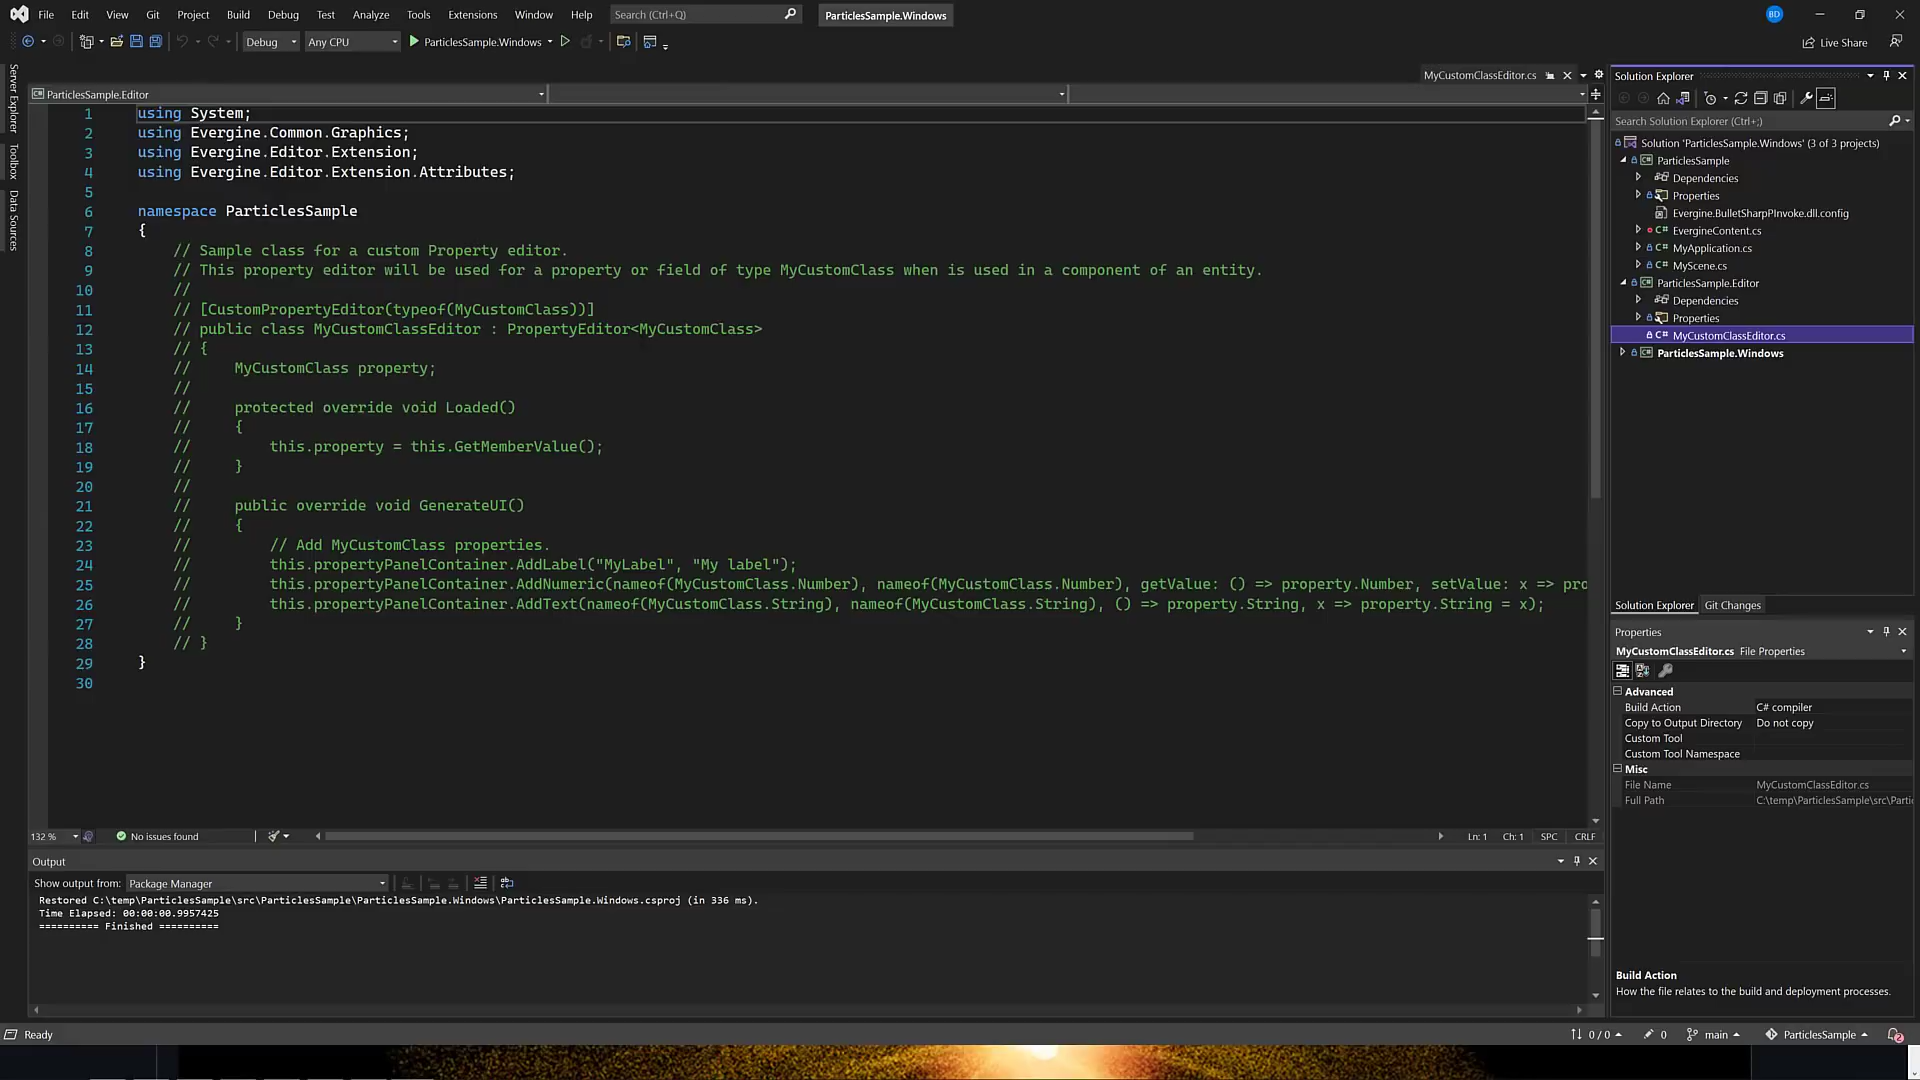 File Edit View Git Project Build Debug Test Analyze Tools Extensions Window Help Search (Ctrl+Q) ParticlesSample.Windows BD
Debug Any CPU ParticlesSample.Windows Live Share
Server Explorer
Toolbox
Data Sources
MyCustomClassEditor.cs
ParticlesSample.Editor
1 using System;
2 using Evergine.Common.Graphics;
3 using Evergine.Editor.Extension;
4 using Evergine.Editor.Extension.Attributes;
5
6 namespace ParticlesSample
7 {
8 // Sample class for a custom Property editor.
9 // This property editor will be used for a property or field of type MyCustomClass when is used in a component of an entity.
10 //
11 // [CustomPropertyEditor(typeof(MyCustomClass))]
12 // public class MyCustomClassEditor : PropertyEditor<MyCustomClass>
13 // {
14 // MyCustomClass property;
15 //
16 // protected override void Loaded()
17 // {
18 // this.property = this.GetMemberValue();
19 // }
20 //
21 // public override void GenerateUI()
22 // {
23 // // Add MyCustomClass properties.
24 // this.propertyPanelContainer.AddLabel("MyLabel", "My label");
25 // this.propertyPanelContainer.AddNumeric(nameof(MyCustomClass.Number), nameof(MyCustomClass.Number), getValue: () => property.Number, setValue: x => pro
26 // this.propertyPanelContainer.AddText(nameof(MyCustomClass.String), nameof(MyCustomClass.String), () => property.String, x => property.String = x);
27 // }
28 // }
29 }
30
132 % No issues found Ln: 1 Ch: 1 SPC CRLF
Output
Show output from: Package Manager
Restored C:\temp\ParticlesSample\src\ParticlesSample\ParticlesSample.Windows\ParticlesSample.Windows.csproj (in 336 ms).
Time Elapsed: 00:00:00.9957425
========== Finished ==========
Solution Explorer
Search Solution Explorer (Ctrl+;)
Solution 'ParticlesSample.Windows' (3 of 3 projects)
ParticlesSample
Dependencies
Properties
Evergine.BulletSharpPInvoke.dll.config
C# EvergineContent.cs
C# MyApplication.cs
C# MyScene.cs
ParticlesSample.Editor
Dependencies
Properties
C# MyCustomClassEditor.cs
ParticlesSample.Windows
Solution Explorer Git Changes
Properties
MyCustomClassEditor.cs File Properties
Advanced
Build Action C# compiler
Copy to Output Directory Do not copy
Custom Tool
Custom Tool Namespace
Misc
File Name MyCustomClassEditor.cs
Full Path C:\temp\ParticlesSample\src\Parti
Build Action
How the file relates to the build and deployment processes.
Ready 0 / 0 0 main ParticlesSample 2